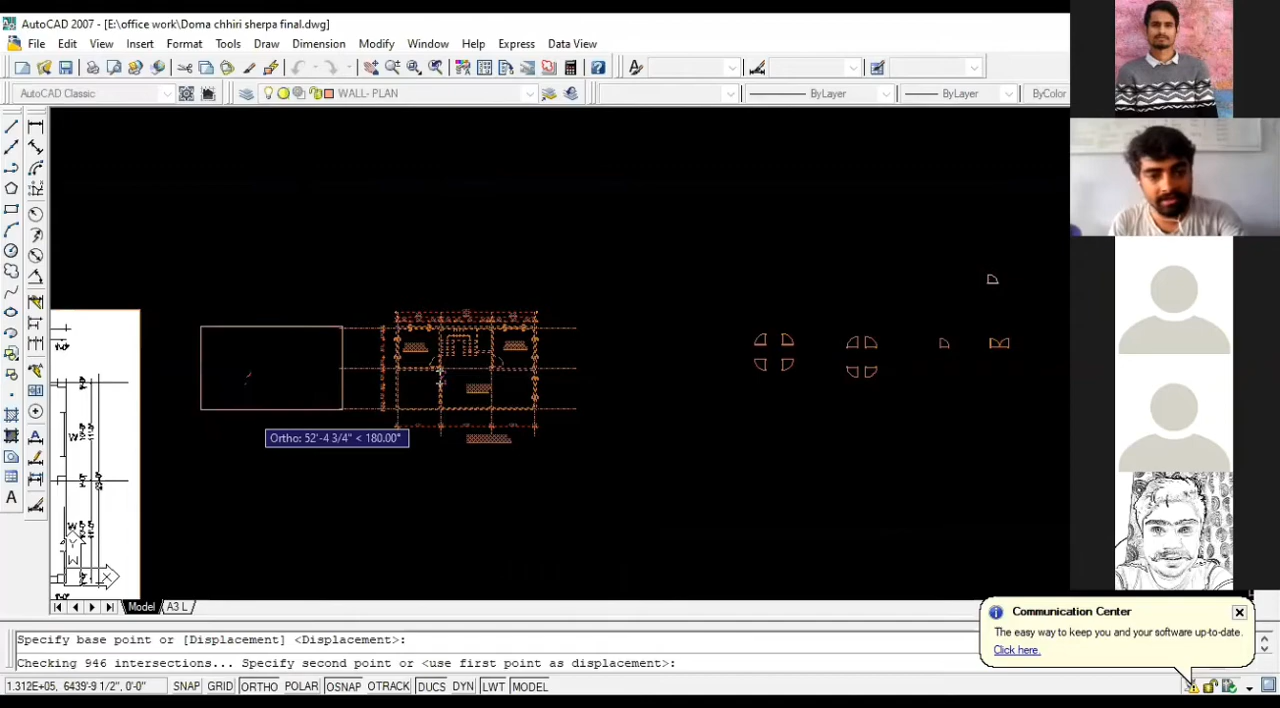 AutoCAD 2007 - [E:\office work\Doma chhiri sherpa final.dwg]
File Edit View Insert Format Tools Draw Dimension Modify Window Help Express Data View
AutoCAD Classic WALL- PLAN ByLayer ByLayer ByColor
Ortho: 52'-4 3/4" < 180.00°
W
W
X
Model A3 L
Communication Center
The easy way to keep you and your software up-to-date.
Click here.
Specify base point or [Displacement] <Displacement>:
Checking 946 intersections... Specify second point or <use first point as displacement>:
1.312E+05, 6439'-9 1/2", 0'-0" SNAP GRID ORTHO POLAR OSNAP OTRACK DUCS DYN LWT MODEL